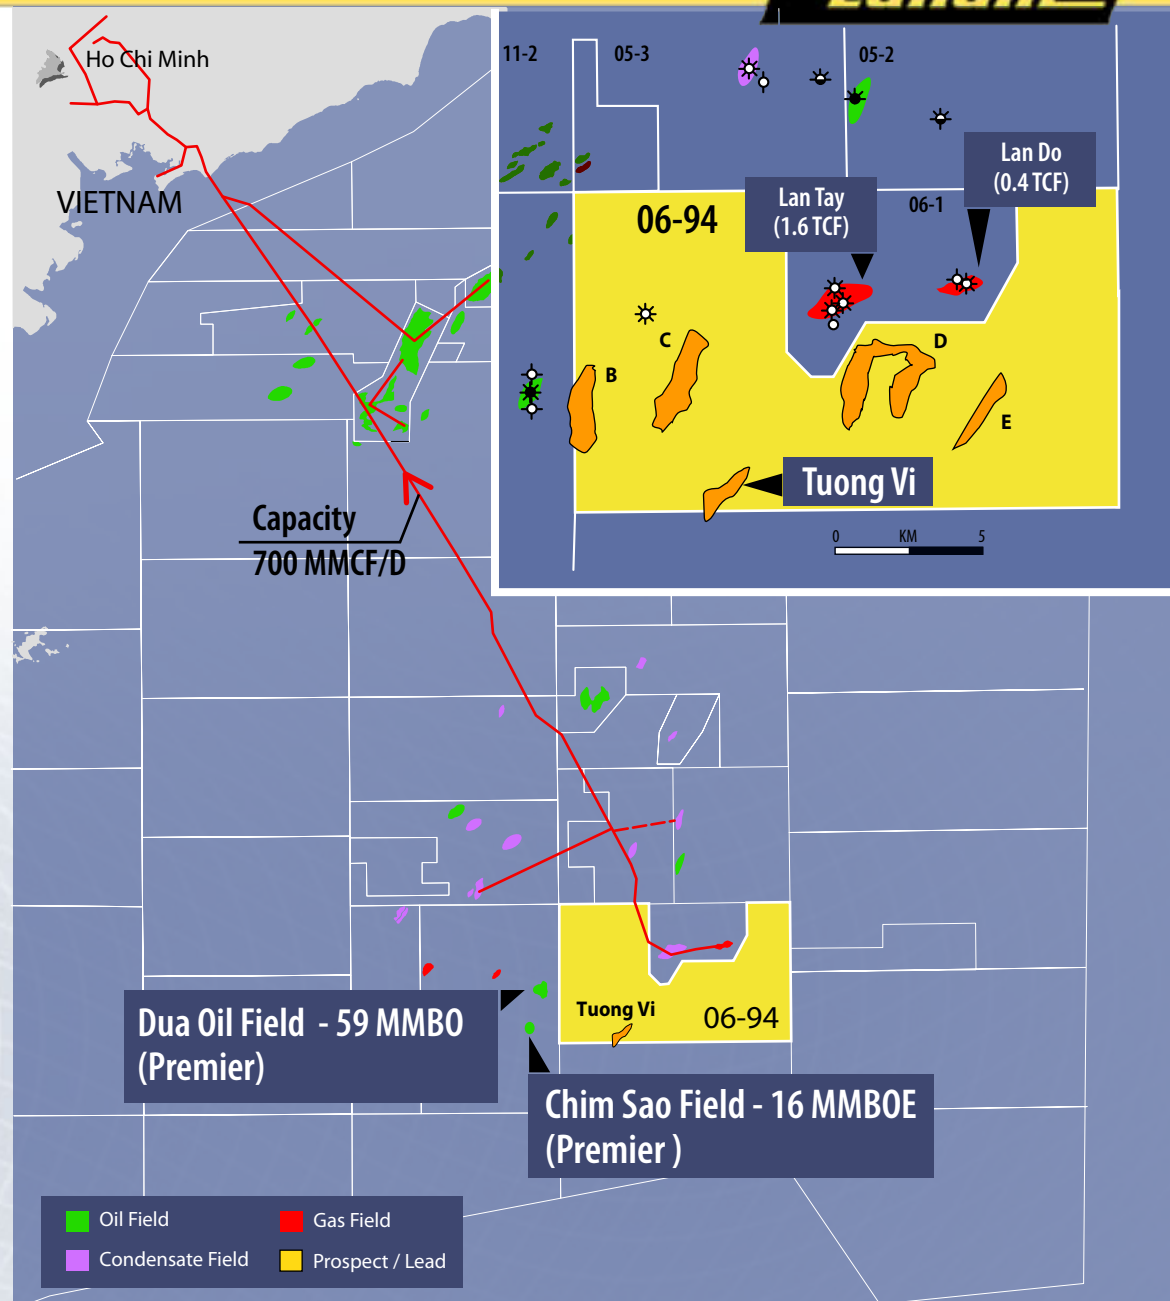 Ho Chi Minh
VIETNAM
11-2
05-3
05-2
Lan Do
(0.4 TCF)
Lan Tay
(1.6 TCF)
06-1
06-94
C
D
B
E
Tuong Vi
0
KM
5
Capacity
700 MMCF/D
Tuong Vi
06-94
Dua Oil Field - 59 MMBO
(Premier)
Chim Sao Field - 16 MMBOE
(Premier )
Oil Field
Gas Field
Condensate Field
Prospect / Lead